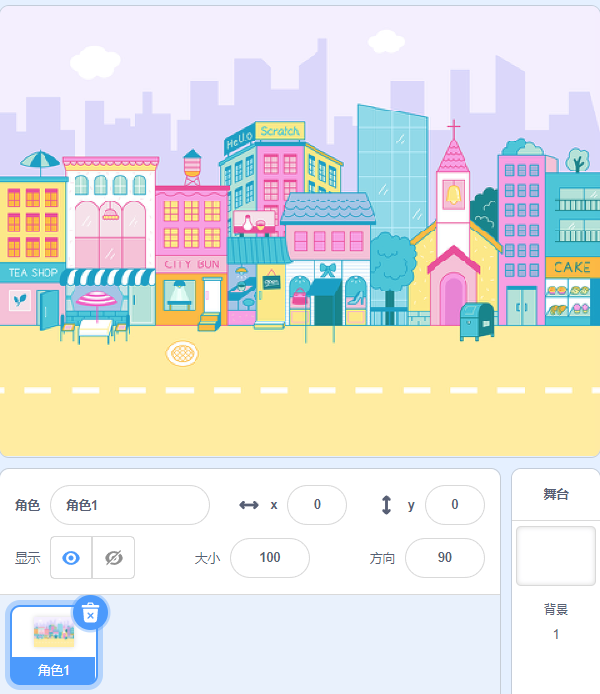 Hello
Scratch
TEA SHOP
CITY BUN
open
CAKE
角色 角色1 x 0 y 0
显示 大小 100 方向 90
角色1
舞台
背景
1